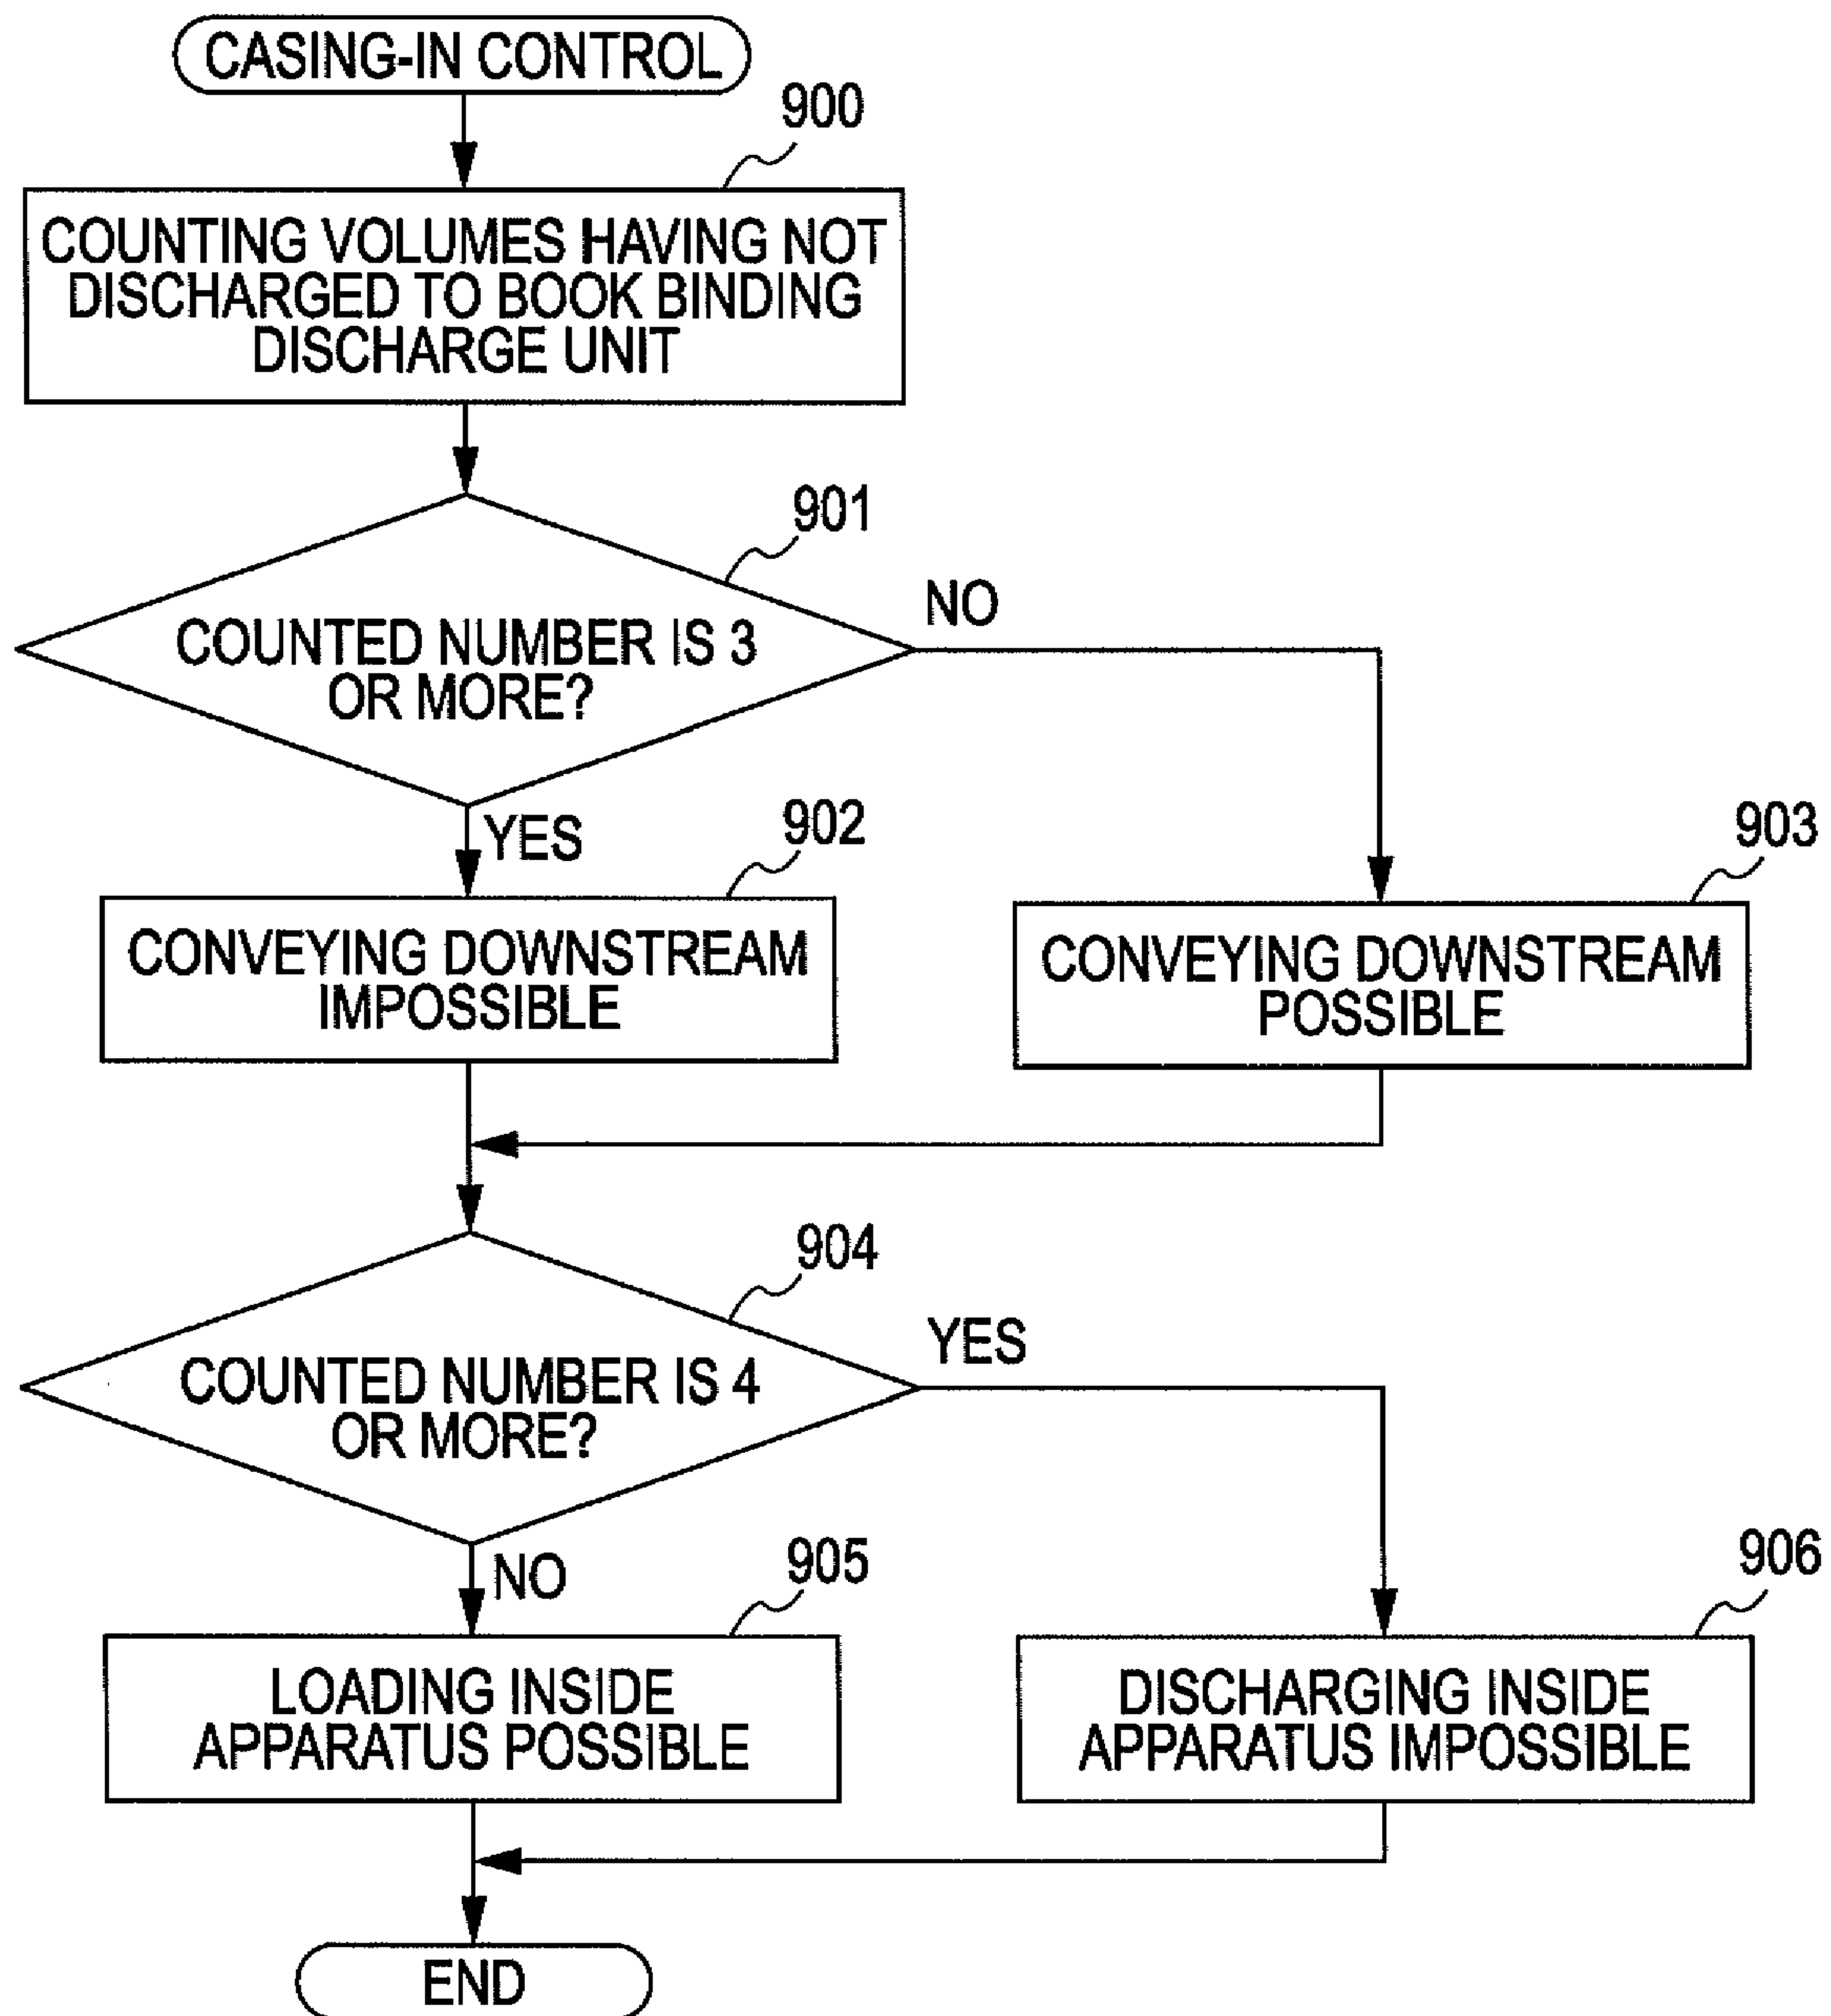 CASING-IN CONTROL
900
COUNTING VOLUMES HAVING NOT
DISCHARGED TO BOOK BINDING
DISCHARGE UNIT
901
COUNTED NUMBER IS 3
OR MORE?
NO
YES
902
CONVEYING DOWNSTREAM
IMPOSSIBLE
903
CONVEYING DOWNSTREAM
POSSIBLE
904
COUNTED NUMBER IS 4
OR MORE?
YES
NO
905
LOADING INSIDE
APPARATUS POSSIBLE
906
DISCHARGING INSIDE
APPARATUS IMPOSSIBLE
END